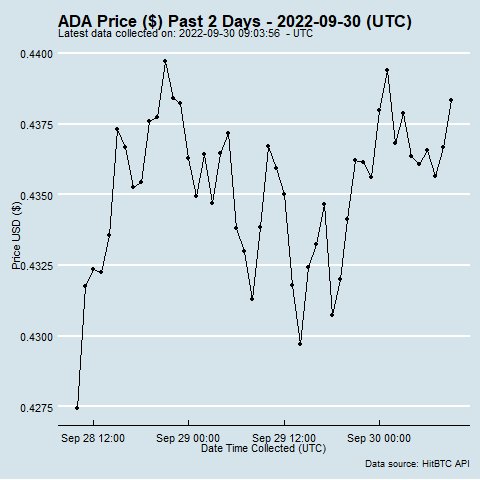 ADA Price ($) Past 2 Days - 2022-09-30 (UTC)
Latest data collected on: 2022-09-30 09:03:56  - UTC
0.4400
0.4375
0.4350
0.4325
0.4300
0.4275
Price USD ($)
Sep 28 12:00
Sep 29 00:00
Sep 29 12:00
Sep 30 00:00
Date Time Collected (UTC)
Data source: HitBTC API